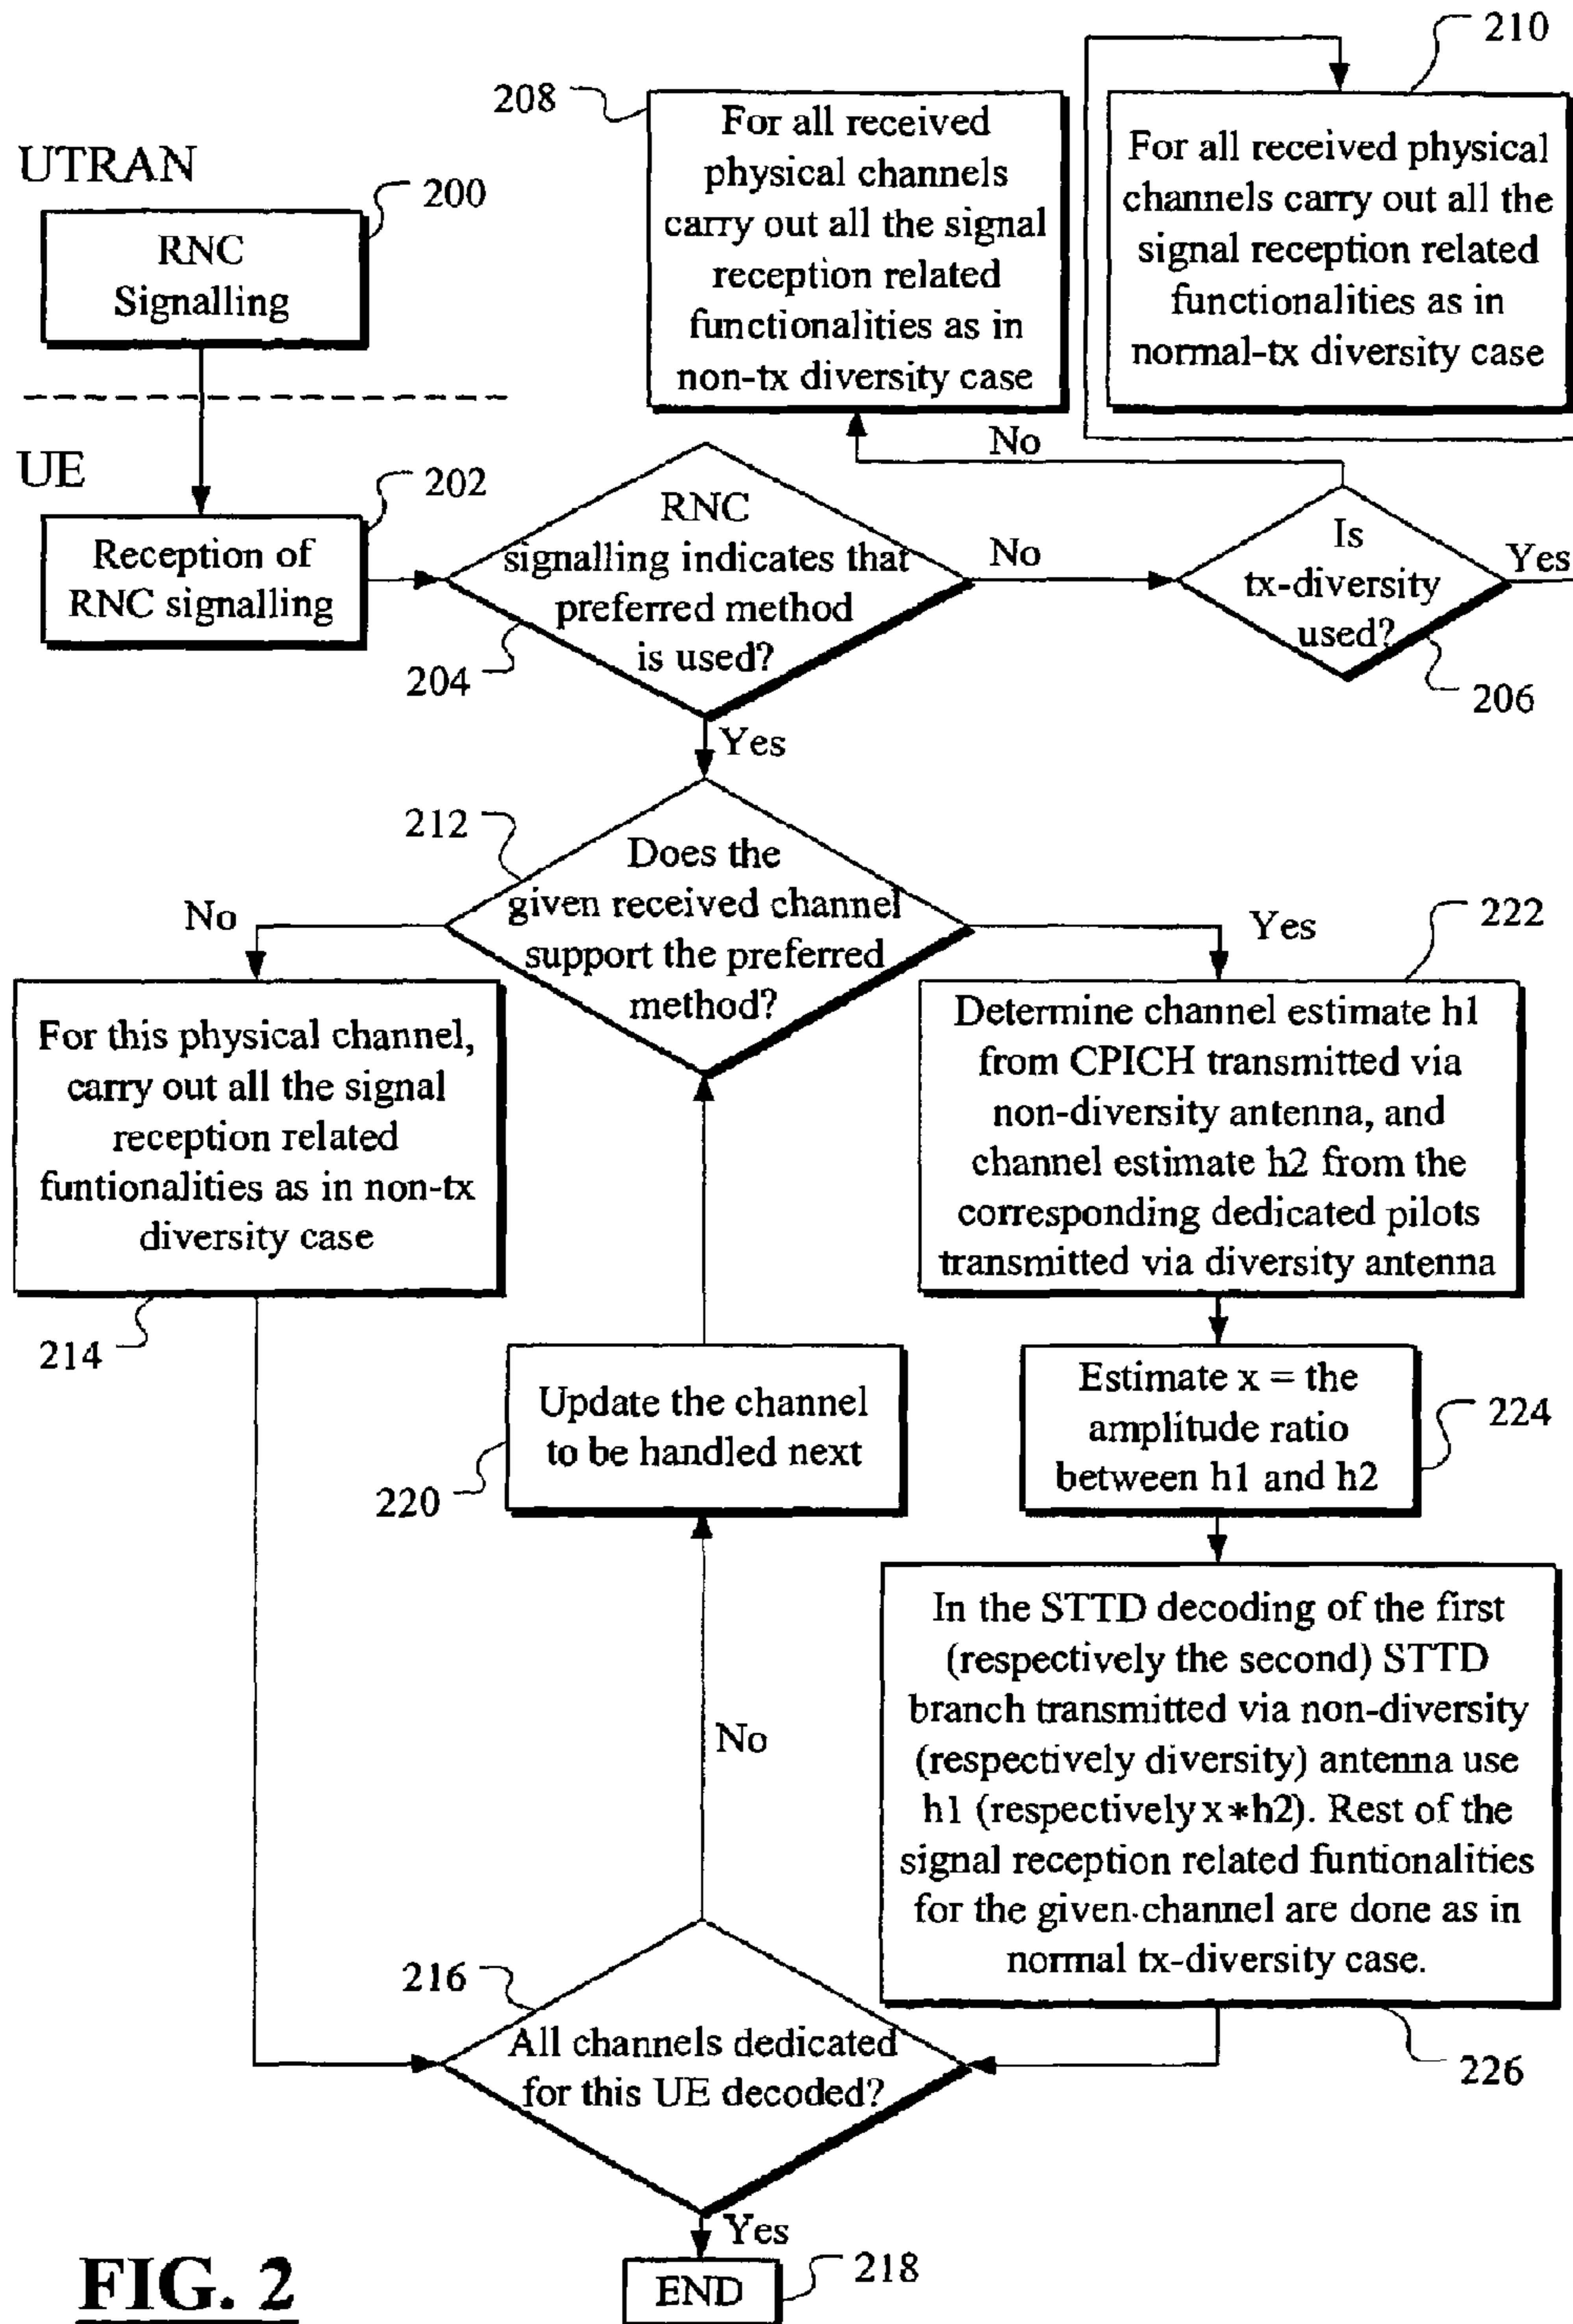 210
208
For all received
physical channels
carry out all the signal
reception related
functionalities as in
non-tx diversity case
For all received physical
channels carry out all the
signal reception related
functionalities as in
normal-tx diversity case
UTRAN
200
RNC
Signalling
UE
202
Reception of
RNC signalling
RNC
signalling indicates that
preferred method
is used?
204
No
No
Is
tx-diversity
used?
Yes
206
Yes
212
Does the
given received channel
support the preferred
method?
No
Yes
222
For this physical channel,
carry out all the signal
reception related
funtionalities as in non-tx
diversity case
214
Determine channel estimate h1
from CPICH transmitted via
non-diversity antenna, and
channel estimate h2 from the
corresponding dedicated pilots
transmitted via diversity antenna
Update the channel
to be handled next
220
Estimate x = the
amplitude ratio
between h1 and h2
224
In the STTD decoding of the first
(respectively the second) STTD
branch transmitted via non-diversity
(respectively diversity) antenna use
h1 (respectively x*h2). Rest of the
signal reception related funtionalities
for the given channel are done as in
normal tx-diversity case.
226
No
216
All channels dedicated
for this UE decoded?
Yes
END
218
FIG. 2